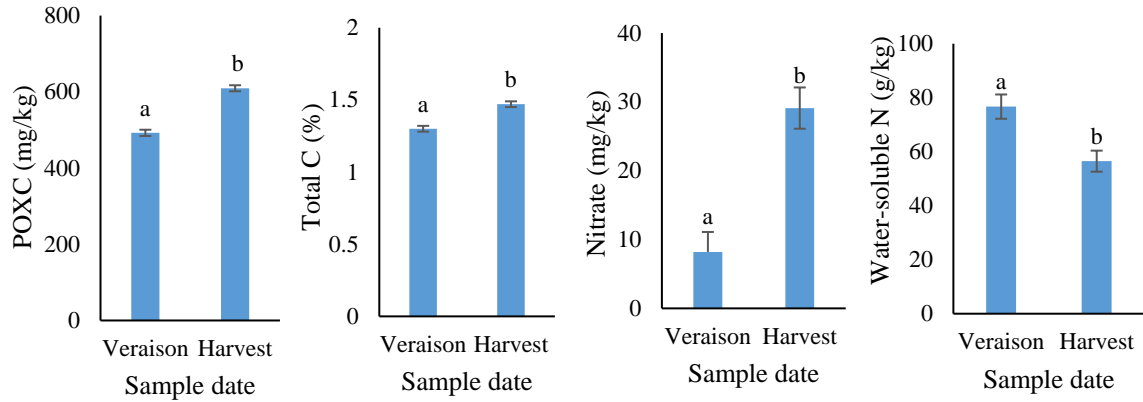 POXC (mg/kg)
800
600
400
200
0
a
b
Veraison Harvest
Sample date
Total C (%)
2
1.5
1
0.5
0
a
b
Veraison Harvest
Sample date
Nitrate (mg/kg)
40
30
20
10
0
a
b
Veraison Harvest
Sample date
Water-soluble N (g/kg)
100
80
60
40
20
0
a
b
Veraison Harvest
Sample date